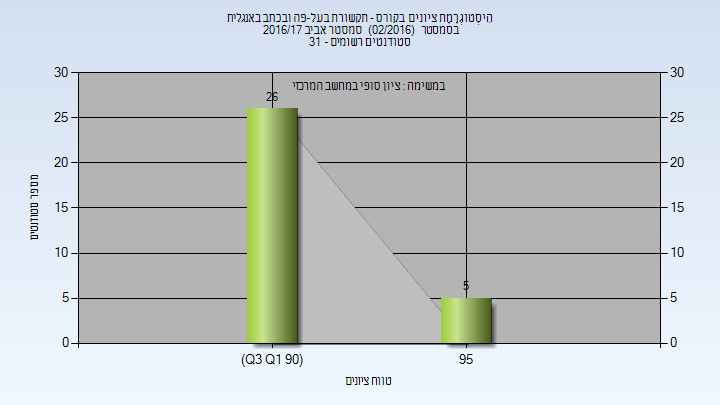 היסטוגרמת ציונים בקורס - תקשורת בעל-פה ובכתב באנגלית
בסמסטר (02/2016) סמסטר אביב 2016/17
סטודנטים רשומים - 31
במשימה : ציון סופי במחשב המרכזי
30 30
26
25 25
20 20
15 15
10 10
5
5 5
0 0
מספר סטודנטים
(Q3 Q1 90) 95
טווח ציונים